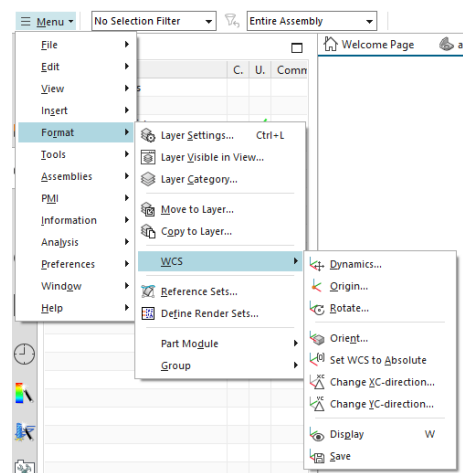 Menu No Selection Filter Entire Assembly
File
Edit
View
Insert
Format
Tools
Assemblies
PMI
Information
Analysis
Preferences
Window
Help
C. U. Comm
Welcome Page a
Layer Settings... Ctrl+L
Layer Visible in View...
Layer Category...
Move to Layer...
Copy to Layer...
WCS
Reference Sets...
Define Render Sets...
Part Module
Group
Dynamics...
Origin...
Rotate...
Orient...
Set WCS to Absolute
Change XC-direction...
Change YC-direction...
Display W
Save